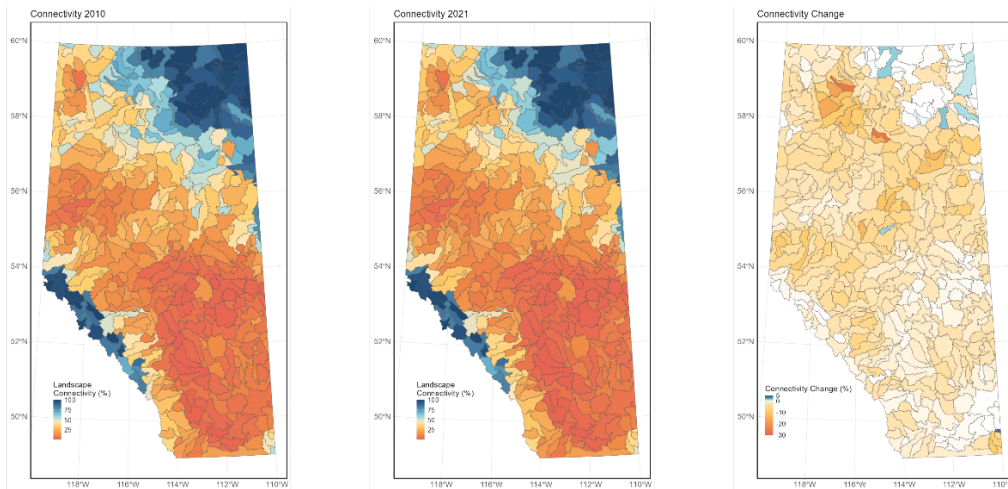 Connectivity 2010
60°N
58°N
56°N
54°N
52°N
50°N
Landscape
Connectivity (%)
100
75
50
25
118°W
116°W
114°W
112°W
110°W
Connectivity 2021
60°N
58°N
56°N
54°N
52°N
50°N
Landscape
Connectivity (%)
100
75
50
25
118°W
116°W
114°W
112°W
110°W
Connectivity Change
60°N
58°N
56°N
54°N
52°N
50°N
Connectivity Change (%)
5
0
-10
-20
-30
118°W
116°W
114°W
112°W
110°W